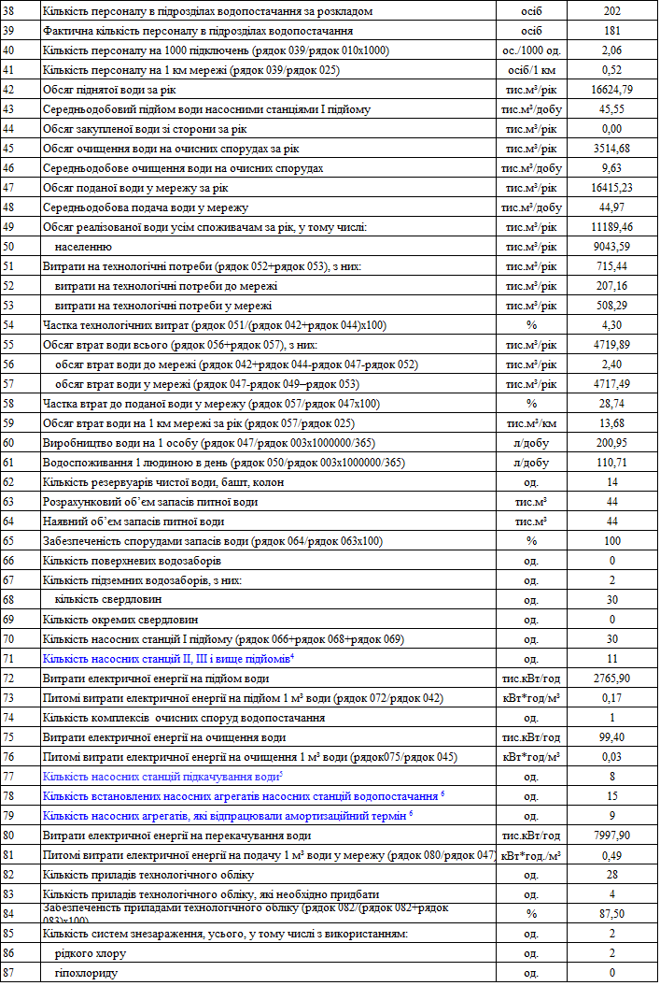 38 Кількість персоналу в підрозділах водопостачання за розкладом осіб 202
39 Фактична кількість персоналу в підрозділах водопостачання осіб 181
40 Кількість персоналу на 1000 підключень (рядок 039/рядок 010х1000) ос./1000 од. 2,06
41 Кількість персоналу на 1 км мережі (рядок 039/рядок 025) осіб/1 км 0,52
42 Обсяг піднятої води за рік тис.м³/рік 16624,79
43 Середньодобовий підйом води насосними станціями І підйому тис.м³/добу 45,55
44 Обсяг закупленої води зі сторони за рік тис.м³/рік 0,00
45 Обсяг очищення води на очисних спорудах за рік тис.м³/рік 3514,68
46 Середньодобове очищення води на очисних спорудах тис.м³/добу 9,63
47 Обсяг поданої води у мережу за рік тис.м³/рік 16415,23
48 Середньодобова подача води у мережу тис.м³/добу 44,97
49 Обсяг реалізованої води усім споживачам за рік, у тому числі: тис.м³/рік 11189,46
50 населенню тис.м³/рік 9043,59
51 Витрати на технологічні потреби (рядок 052+рядок 053), з них: тис.м³/рік 715,44
52 витрати на технологічні потреби до мережі тис.м³/рік 207,16
53 витрати на технологічні потреби у мережі тис.м³/рік 508,29
54 Частка технологічних витрат (рядок 051/(рядок 042+рядок 044)х100) % 4,30
55 Обсяг втрат води всього (рядок 056+рядок 057), з них: тис.м³/рік 4719,89
56 обсяг втрат води до мережі (рядок 042+рядок 044-рядок 047-рядок 052) тис.м³/рік 2,40
57 обсяг втрат води у мережі (рядок 047-рядок 049–рядок 053) тис.м³/рік 4717,49
58 Частка втрат до поданої води у мережу (рядок 057/рядок 047х100) % 28,74
59 Обсяг втрат води на 1 км мережі за рік (рядок 057/рядок 025) тис.м³/км 13,68
60 Виробництво води на 1 особу (рядок 047/рядок 003х1000000/365) л/добу 200,95
61 Водоспоживання 1 людиною в день (рядок 050/рядок 003х1000000/365) л/добу 110,71
62 Кількість резервуарів чистої води, башт, колон од. 14
63 Розрахунковий об’єм запасів питної води тис.м³ 44
64 Наявний об’єм запасів питної води тис.м³ 44
65 Забезпеченість спорудами запасів води (рядок 064/рядок 063х100) % 100
66 Кількість поверхневих водозаборів од. 0
67 Кількість підземних водозаборів, з них: од. 2
68 кількість свердловин од. 30
69 Кількість окремих свердловин од. 0
70 Кількість насосних станцій І підйому (рядок 066+рядок 068+рядок 069) од. 30
71 Кількість насосних станцій ІІ, ІІІ і вище підйомів⁴ од. 11
72 Витрати електричної енергії на підйом води тис.кВт/год 2765,90
73 Питомі витрати електричної енергії на підйом 1 м³ води (рядок 072/рядок 042) кВт*год/м³ 0,17
74 Кількість комплексів очисних споруд водопостачання од. 1
75 Витрати електричної енергії на очищення води тис.кВт/год 99,40
76 Питомі витрати електричної енергії на очищення 1 м³ води (рядок075/рядок 045) кВт*год/м³ 0,03
77 Кількість насосних станцій підкачування води⁵ од. 8
78 Кількість встановлених насосних агрегатів насосних станцій водопостачання ⁶ од. 15
79 Кількість насосних агрегатів, які відпрацювали амортизаційний термін ⁶ од. 9
80 Витрати електричної енергії на перекачування води тис.кВт/год 7997,90
81 Питомі витрати електричної енергії на подачу 1 м³ води у мережу (рядок 080/рядок 047) кВт*год./м³ 0,49
82 Кількість приладів технологічного обліку од. 28
83 Кількість приладів технологічного обліку, які необхідно придбати од. 4
84 Забезпеченість приладами технологічного обліку (рядок 082/(рядок 082+рядок 083)х100) % 87,50
85 Кількість систем знезараження, усього, у тому числі з використанням: од. 2
86 рідкого хлору од. 2
87 гіпохлориду од. 0